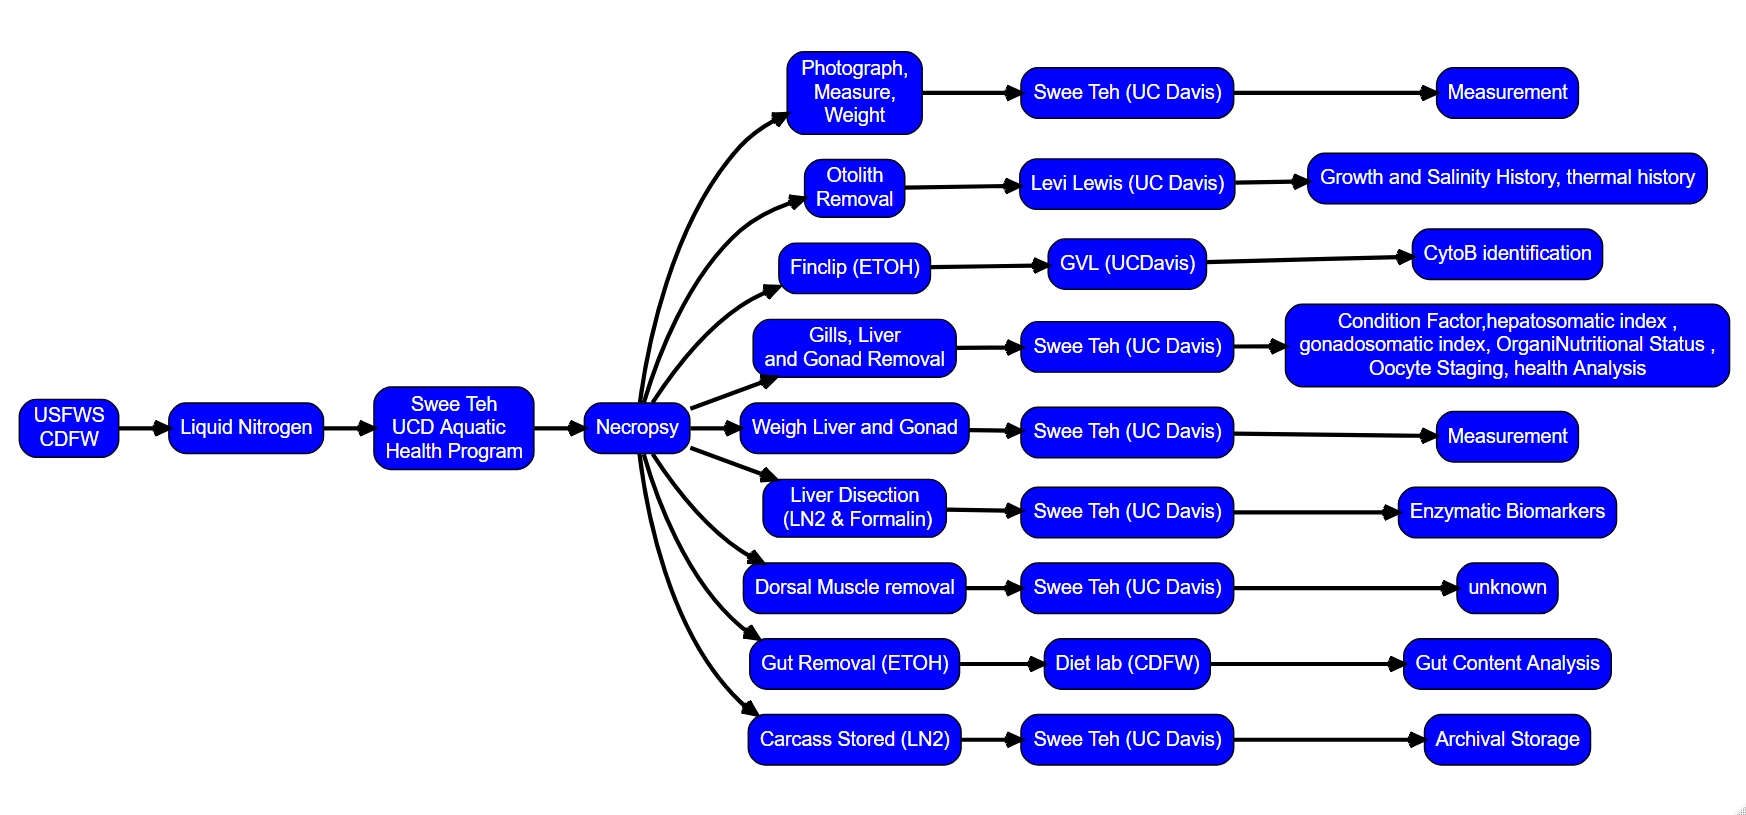 USFWS
CDFW
Liquid Nitrogen
Swee Teh
UCD Aquatic
Health Program
Necropsy
Photograph,
Measure,
Weight
Swee Teh (UC Davis)
Measurement
Otolith
Removal
Levi Lewis (UC Davis)
Growth and Salinity History, thermal history
Finclip (ETOH)
GVL (UCDavis)
CytoB identification
Gills, Liver
and Gonad Removal
Swee Teh (UC Davis)
Condition Factor,hepatosomatic index ,
gonadosomatic index, OrganiNutritional Status ,
Oocyte Staging, health Analysis
Weigh Liver and Gonad
Swee Teh (UC Davis)
Measurement
Liver Disection
(LN2 & Formalin)
Swee Teh (UC Davis)
Enzymatic Biomarkers
Dorsal Muscle removal
Swee Teh (UC Davis)
unknown
Gut Removal (ETOH)
Diet lab (CDFW)
Gut Content Analysis
Carcass Stored (LN2)
Swee Teh (UC Davis)
Archival Storage